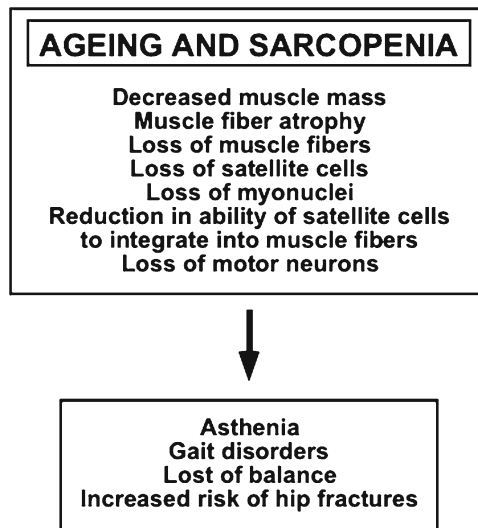 AGEING AND SARCOPENIA
Decreased muscle mass
Muscle fiber atrophy
Loss of muscle fibers
Loss of satellite cells
Loss of myonuclei
Reduction in ability of satellite cells
to integrate into muscle fibers
Loss of motor neurons
Asthenia
Gait disorders
Lost of balance
Increased risk of hip fractures